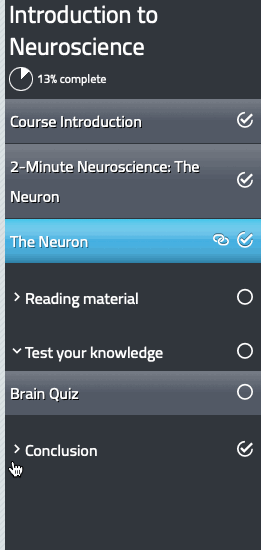 Introduction to
Neuroscience
13% complete
Course Introduction
2-Minute Neuroscience: The
Neuron
The Neuron
Reading material
Test your knowledge
Brain Quiz
Conclusion